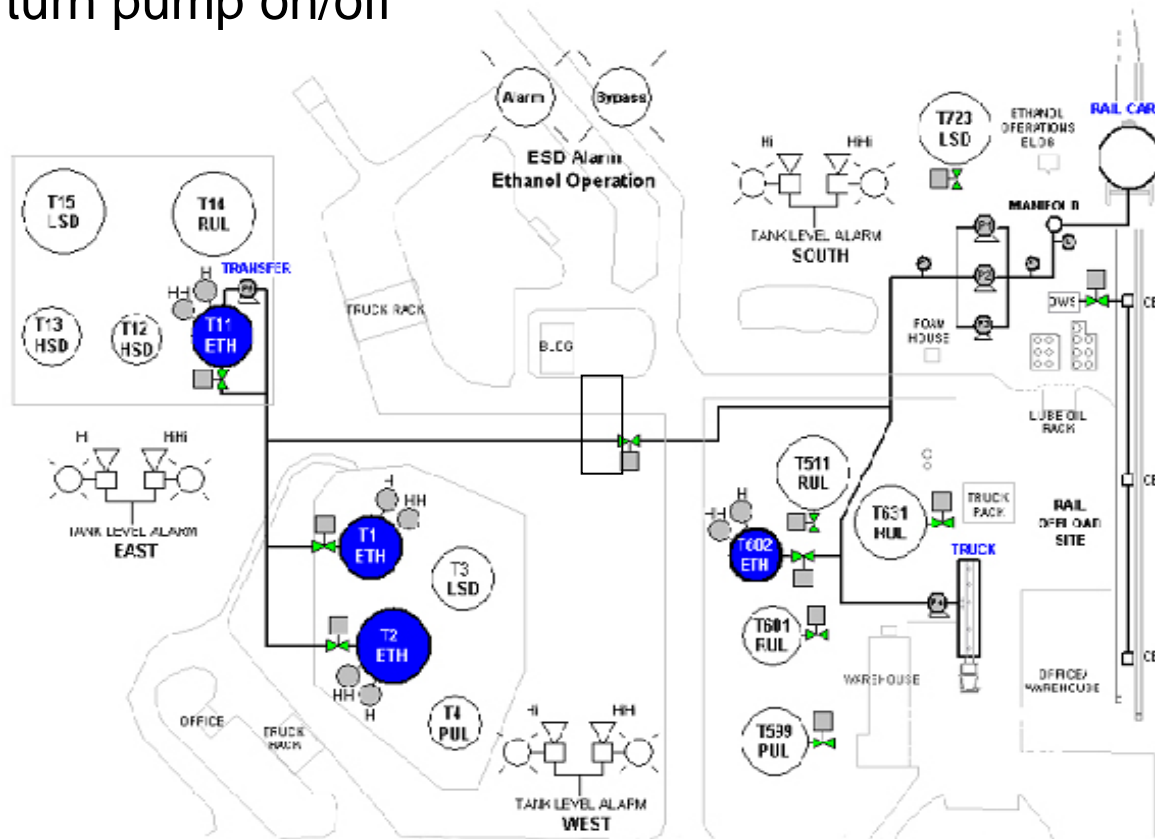 turn pump on/off
Alarm
Bypass
ESD Alarm
Ethanol Operation
T723
LSD
ETHANOL
OPERATIONS
RAIL CAR
Hi
HHi
TANK LEVEL ALARM
SOUTH
MANIFOLD
P1
P2
T15
LSD
T14
RUL
TRANSFER
H
HH
T11
ETH
T13
HSD
T12
HSD
TRUCK RACK
BLDG
FOAM
HOUSE
OWS
LUBE OIL
RACK
HHi
TANK LEVEL ALARM
EAST
H
HH
T1
ETH
T3
LSD
T2
ETH
HH
H
T4
PUL
T511
RUL
T631
RUL
TRUCK
RACK
RAIL
OFFLOAD
SITE
H
HH
T602
ETH
TRUCK
T601
RUL
WAREHOUSE
OFFICE/
WAREHOUSE
T599
PUL
OFFICE
TRUCK
RACK
Hi
HHi
TANK LEVEL ALARM
WEST